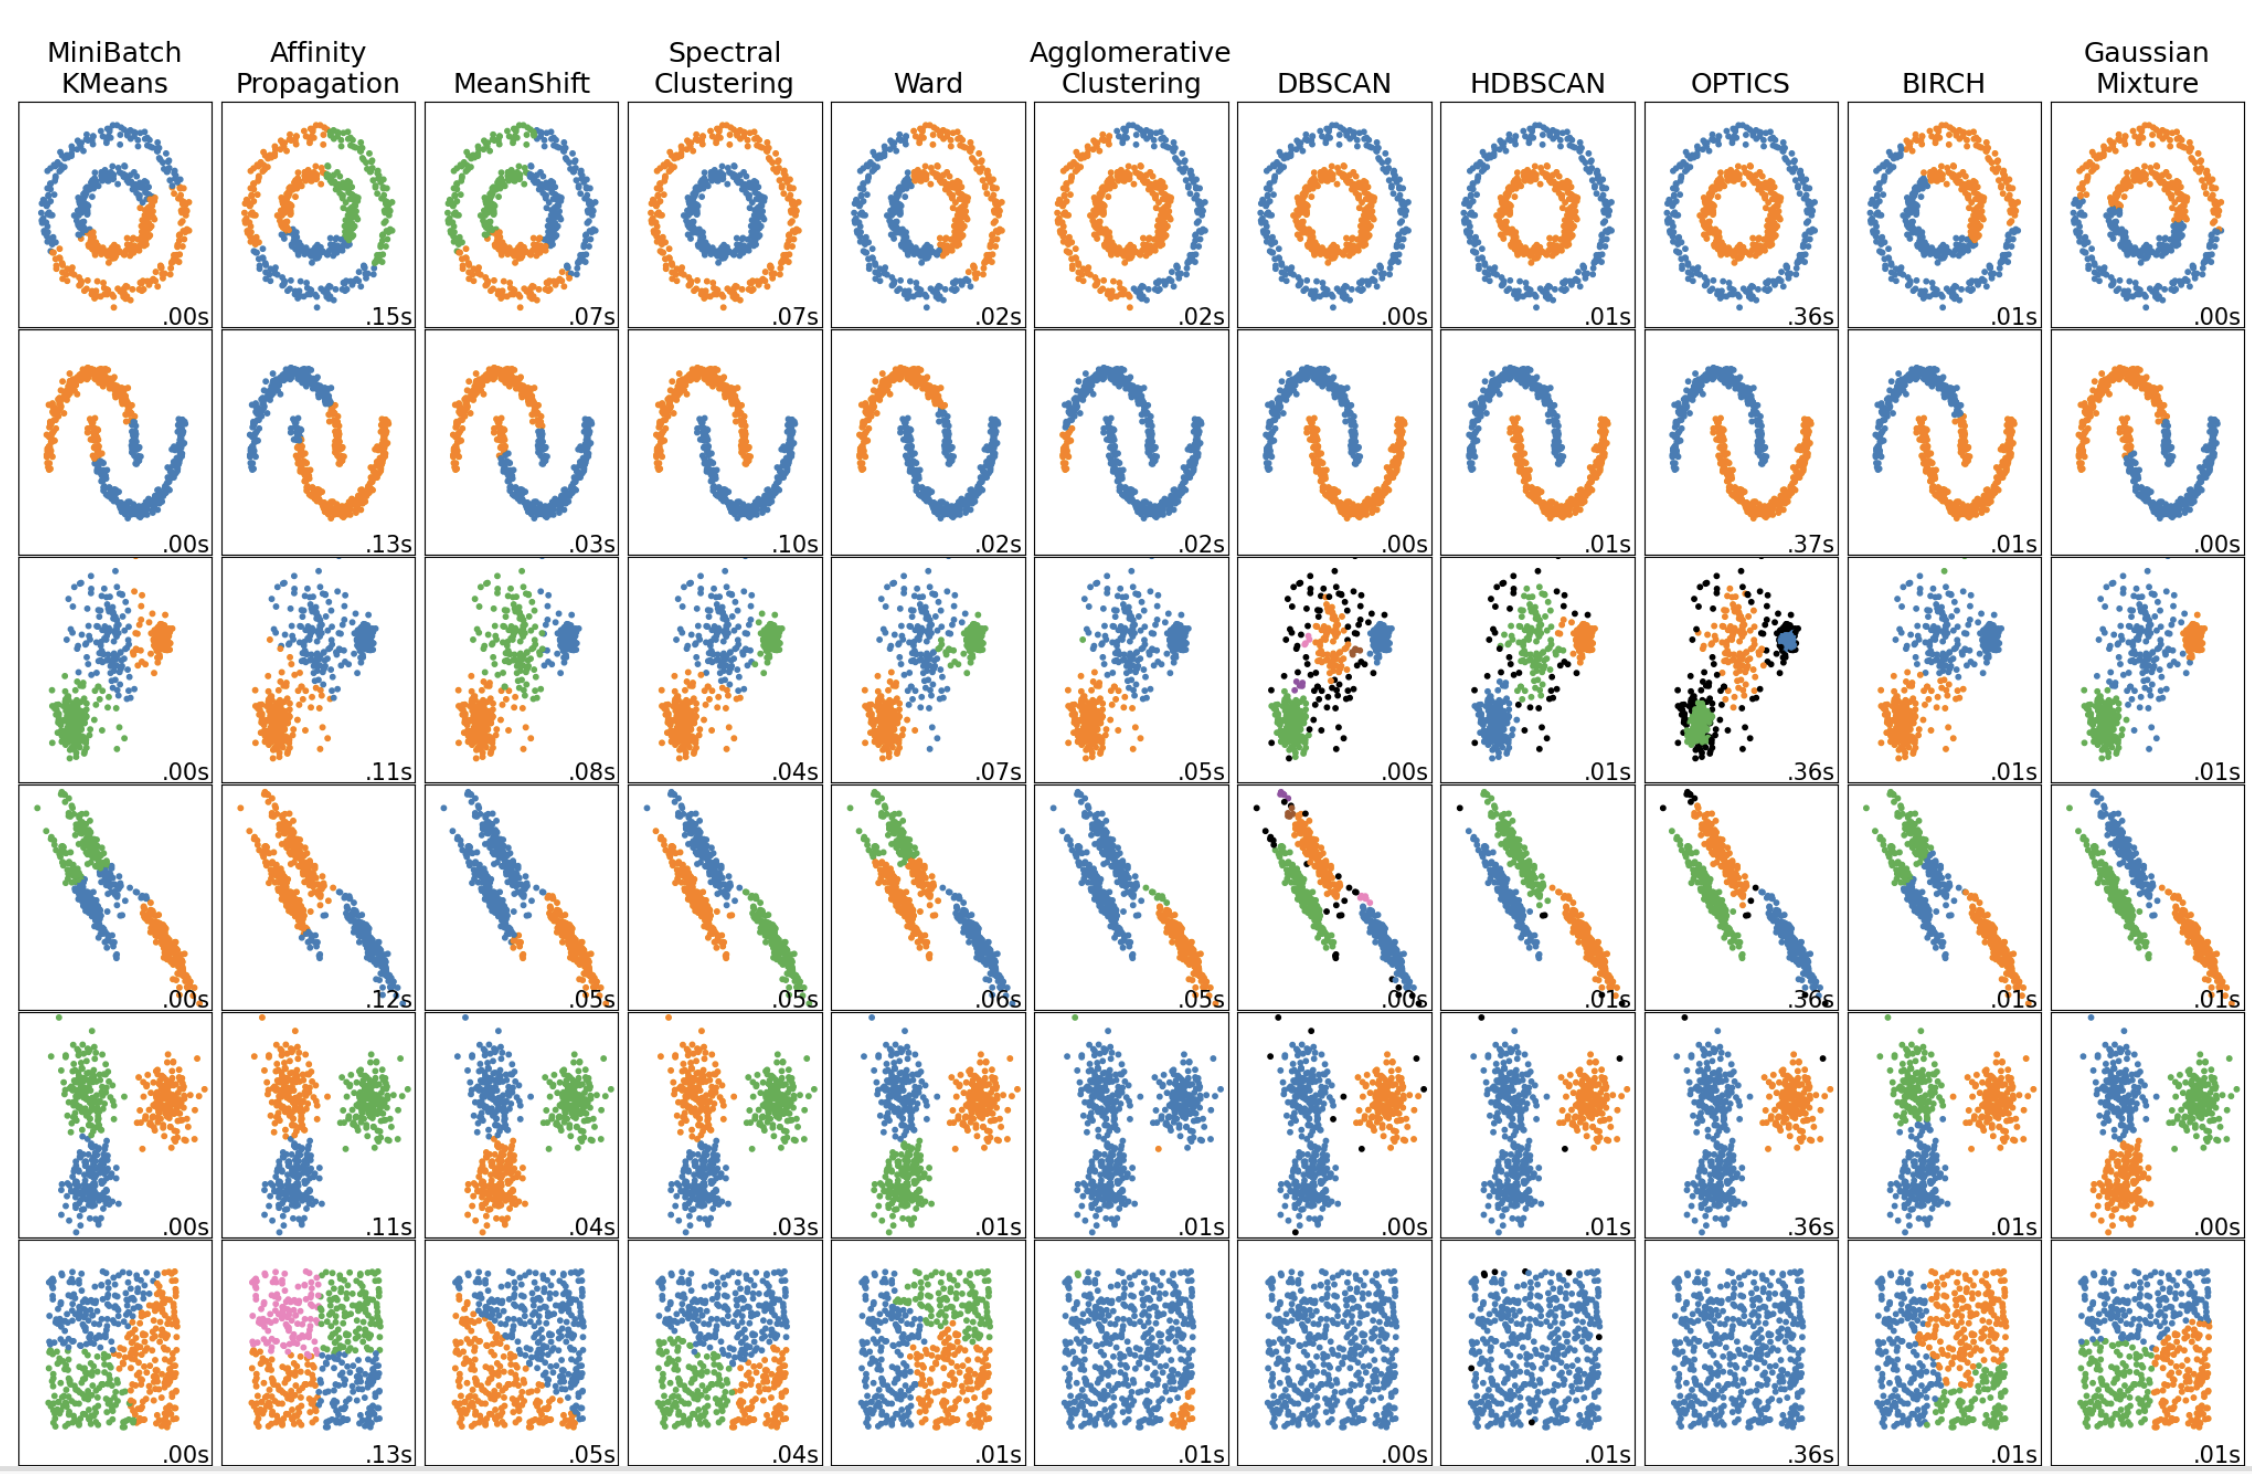 MiniBatch
KMeans
Affinity
Propagation
MeanShift
Spectral
Clustering
Ward
Agglomerative
Clustering
DBSCAN
HDBSCAN
OPTICS
BIRCH
Gaussian
Mixture
.00s
.15s
.07s
.07s
.02s
.02s
.00s
.01s
.36s
.01s
.00s
.00s
.13s
.03s
.10s
.02s
.02s
.00s
.01s
.37s
.01s
.00s
.00s
.11s
.08s
.04s
.07s
.05s
.00s
.01s
.36s
.01s
.01s
.00s
.12s
.05s
.05s
.06s
.05s
.00s
.01s
.36s
.01s
.01s
.00s
.11s
.04s
.03s
.01s
.01s
.00s
.01s
.36s
.01s
.00s
.00s
.13s
.05s
.04s
.01s
.01s
.00s
.01s
.36s
.01s
.01s